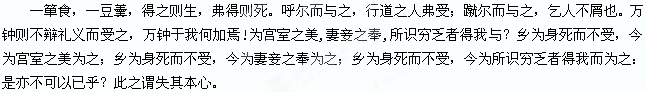 一箪食，一豆羹，得之则生，弗得则死。呼尔而与之，行道之人弗受；蹴尔而与之，乞人不屑也。万
钟则不辩礼义而受之，万钟于我何加焉！为宫室之美，妻妾之奉，所识穷乏者得我与？乡为身死而不受，今
为宫室之美为之；乡为身死而不受，今为妻妾之奉为之；乡为身死而不受，今为所识穷乏者得我而为之：
是亦不可以已乎？此之谓失其本心。